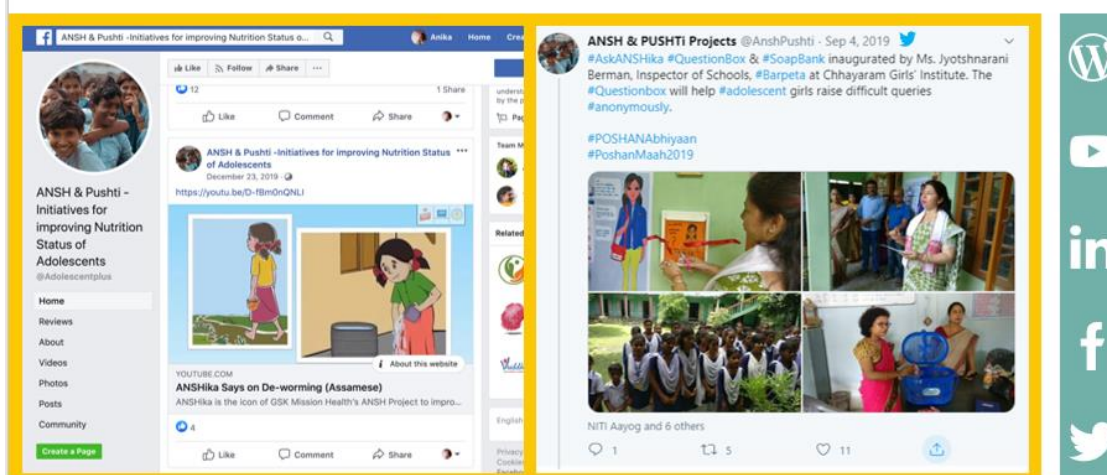 ANSH & Pushti -Initiatives for improving Nutrition Status o...
Anika Home
Like Follow Share ...
12 1 Share
Like Comment Share
ANSH & Pushti -Initiatives for improving Nutrition Status
of Adolescents
December 23, 2019
https://youtu.be/D-fBm0nQNLI
About this website
YOUTUBE.COM
ANSHika Says on De-worming (Assamese)
ANSHika is the icon of GSK Mission Health's ANSH Project to impro...
4
Like Comment Share
ANSH & Pushti -
Initiatives for
improving Nutrition
Status of
Adolescents
@Adolescentplus
Home
Reviews
About
Videos
Photos
Posts
Community
Create a Page
by the
Team M
Related
English
Privacy
ANSH & PUSHTi Projects @AnshPushti · Sep 4, 2019
#AskANSHika #QuestionBox & #SoapBank inaugurated by Ms. Jyotshnarani
Berman, Inspector of Schools, #Barpeta at Chhayaram Girls' Institute. The
#Questionbox will help #adolescent girls raise difficult queries
#anonymously.
#POSHANAbhiyaan
#PoshanMaah2019
NITI Aayog and 6 others
1 5 11
in